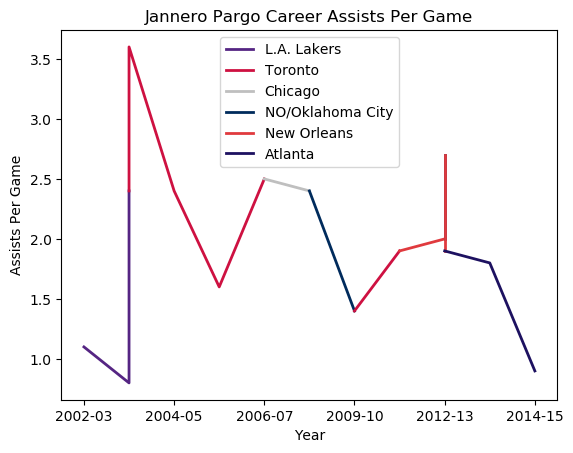 Jannero Pargo Career Assists Per Game
L.A. Lakers
Toronto
Chicago
NO/Oklahoma City
New Orleans
Atlanta
Assists Per Game
3.5
3.0
2.5
2.0
1.5
1.0
2002-03 2004-05 2006-07 2009-10 2012-13 2014-15
Year